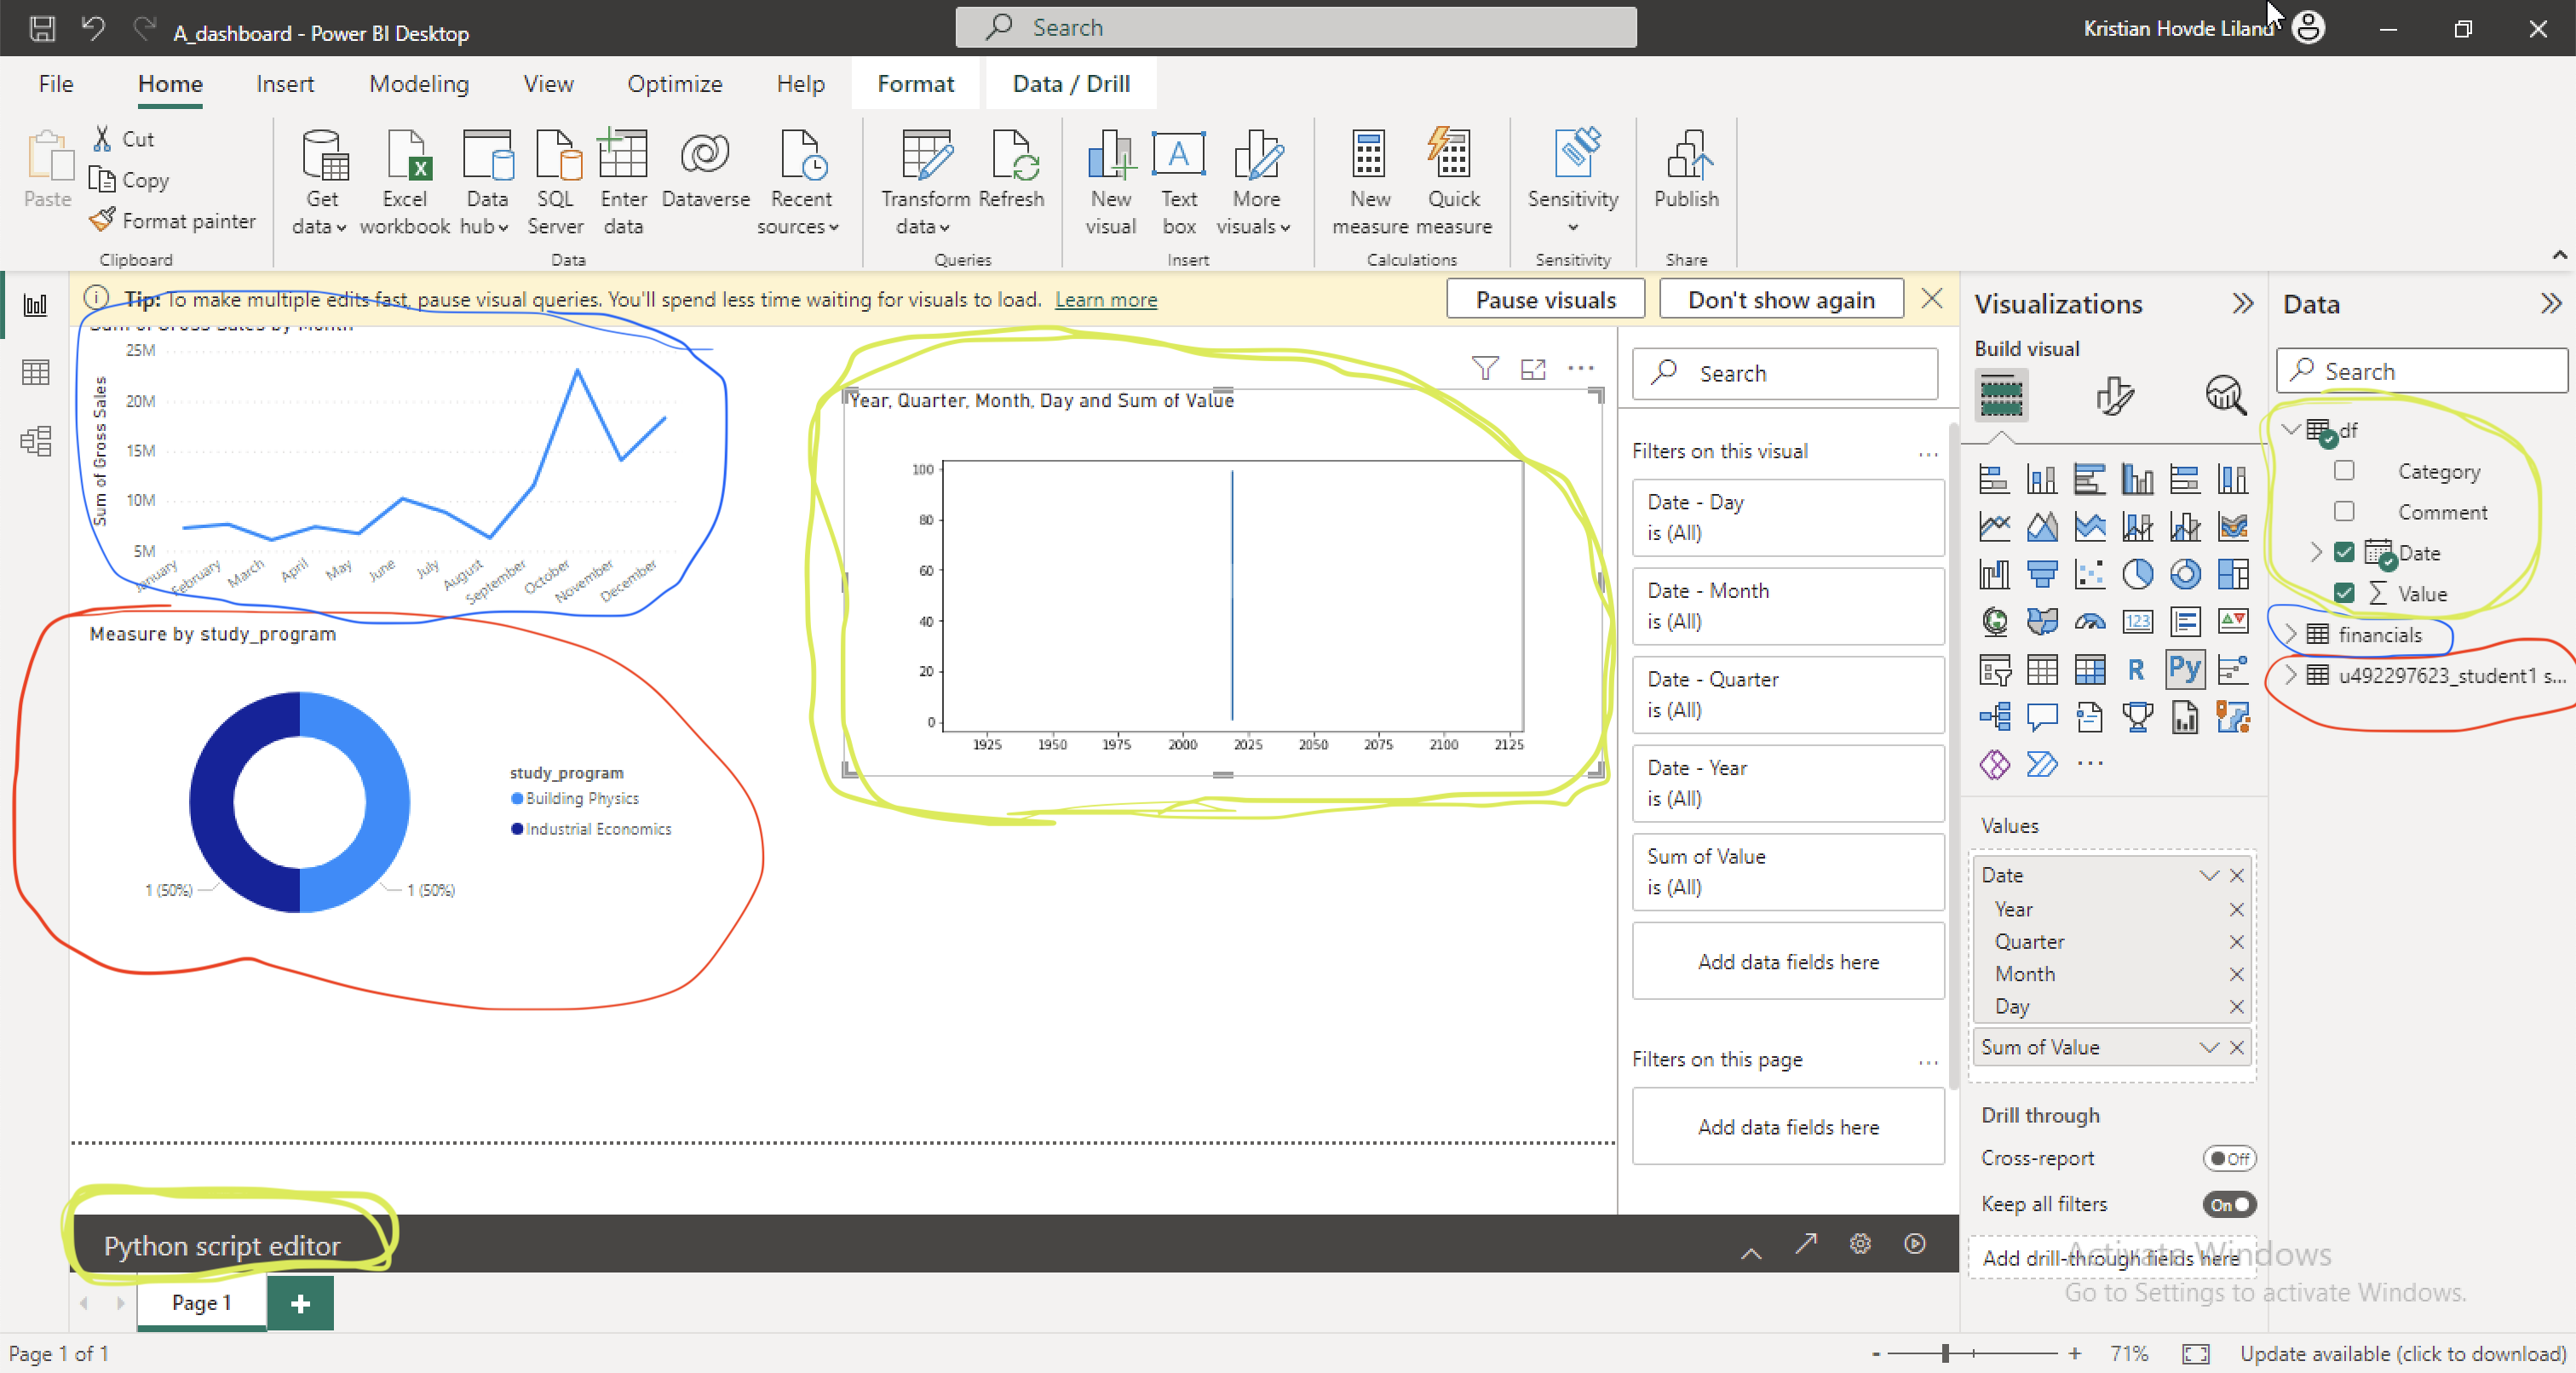 A_dashboard - Power BI Desktop
Search
Kristian Hovde Liland
File Home Insert Modeling View Optimize Help Format Data / Drill
Paste
Cut
Copy
Format painter
Clipboard
Get data
Excel workbook
Data hub
SQL Server
Enter data
Dataverse
Recent sources
Data
Transform data
Refresh
Queries
New visual
Text box
More visuals
Insert
New measure
Quick measure
Calculations
Sensitivity
Sensitivity
Publish
Share
Tip: To make multiple edits fast, pause visual queries. You'll spend less time waiting for visuals to load. Learn more
Pause visuals
Don't show again
Sum of Gross Sales by Month
Sum of Gross Sales
25M
20M
15M
10M
5M
January February March April May June July August September October November December
Measure by study_program
1 (50%)
1 (50%)
study_program
Building Physics
Industrial Economics
Year, Quarter, Month, Day and Sum of Value
100
80
60
40
20
0
1925 1950 1975 2000 2025 2050 2075 2100 2125
Search
Filters on this visual
...
Date - Day
is (All)
Date - Month
is (All)
Date - Quarter
is (All)
Date - Year
is (All)
Sum of Value
is (All)
Add data fields here
Filters on this page
...
Add data fields here
Visualizations
Build visual
123
R
Py
...
Values
Date
Year
Quarter
Month
Day
Sum of Value
Drill through
Cross-report
Off
Keep all filters
On
Add drill-through fields here
Data
Search
df
Category
Comment
Date
Value
financials
u492297623_student1 s...
Activate Windows
Go to Settings to activate Windows.
Python script editor
Page 1
Page 1 of 1
- + 71%
Update available (click to download)